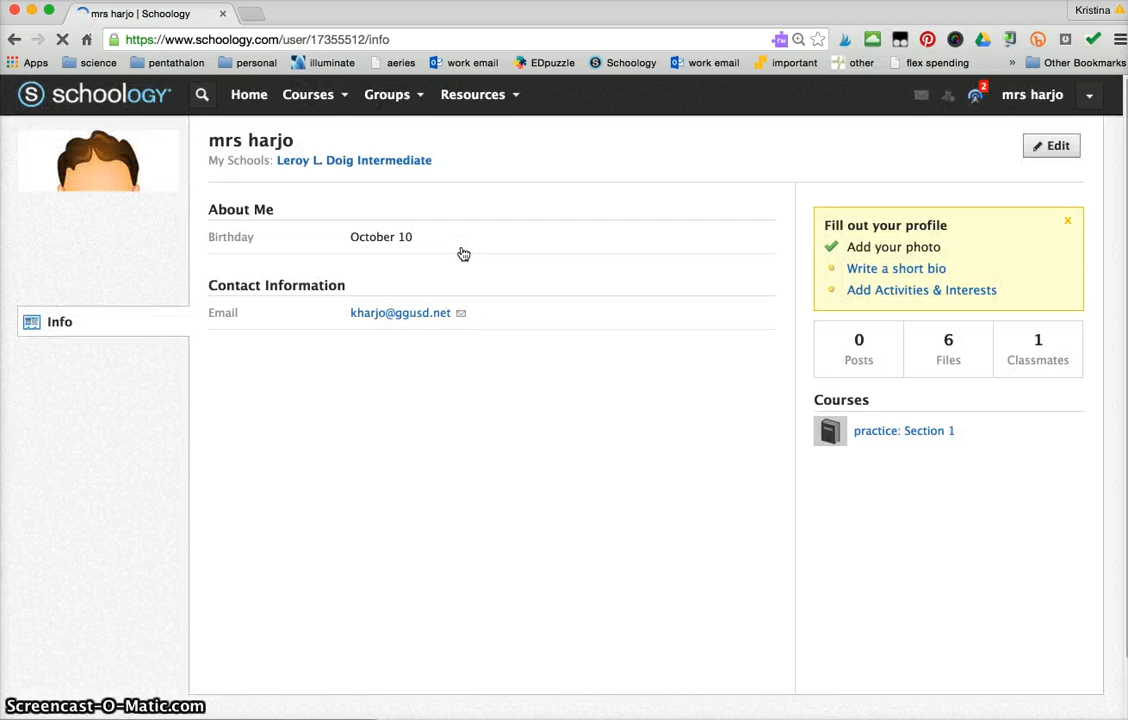 mrs harjo | Schoology ×
Kristina
https://www.schoology.com/user/17355512/info
Apps science pentathalon personal illuminate aeries work email EDpuzzle Schoology work email important other flex spending » Other Bookmarks
S schoology Home Courses Groups Resources 2 mrs harjo
mrs harjo
My Schools: Leroy L. Doig Intermediate
Edit
About Me
Birthday October 10
Contact Information
Email kharjo@ggusd.net
Info
Fill out your profile x
Add your photo
Write a short bio
Add Activities & Interests
0 6 1
Posts Files Classmates
Courses
practice: Section 1
Screencast-O-Matic.com